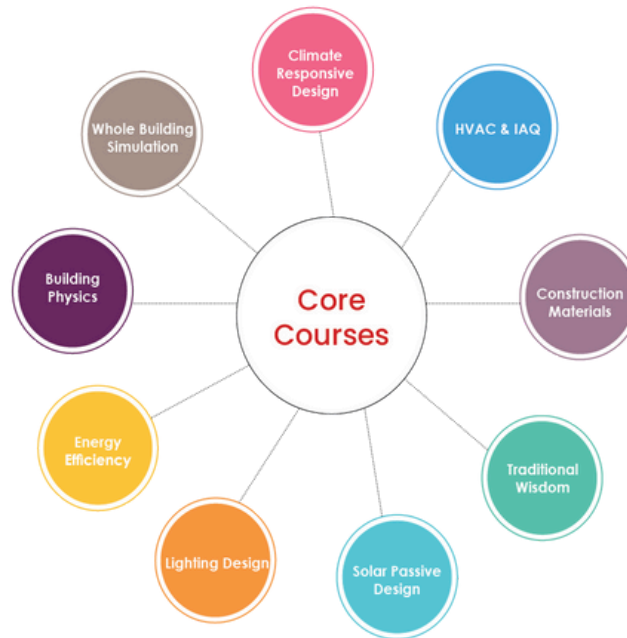 Climate
Responsive
Design
HVAC & IAQ
Construction
Materials
Traditional
Wisdom
Solar Passive
Design
Lighting Design
Energy
Efficiency
Building
Physics
Whole Building
Simulation
Core
Courses